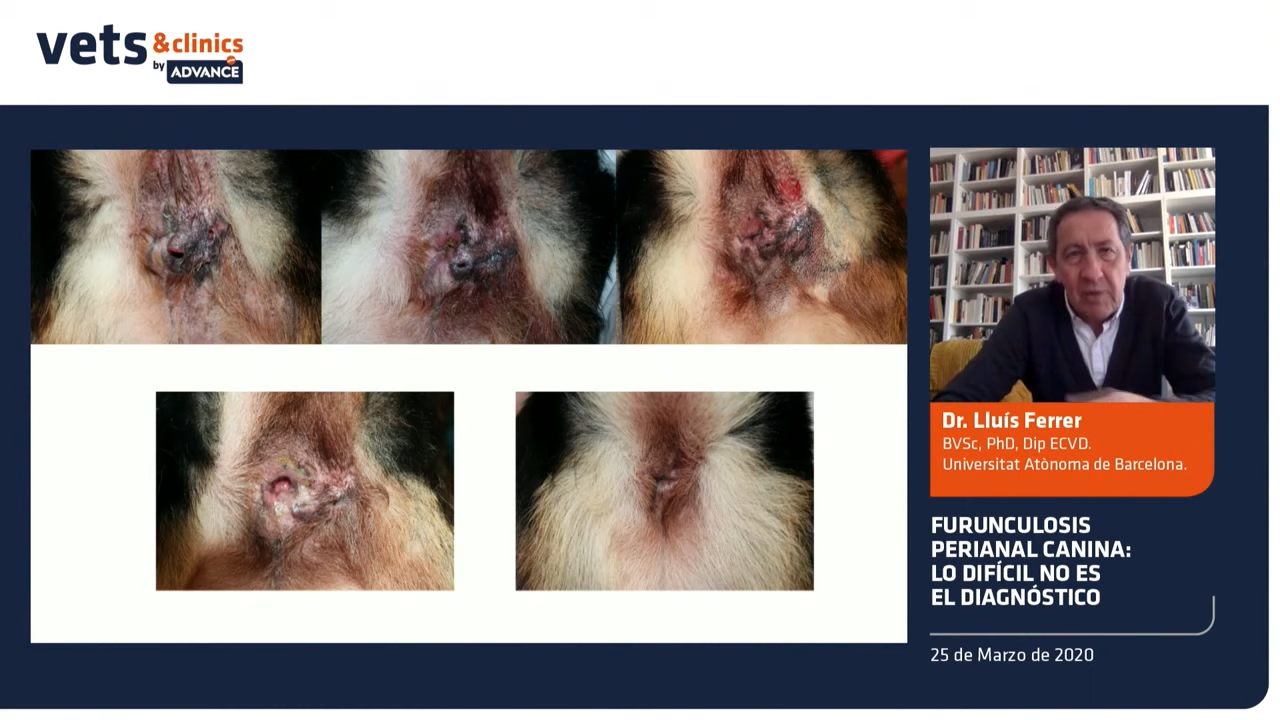 vets &clinics
by ADVANCE
Dr. Lluís Ferrer
BVSc, PhD, Dip ECVD.
Universitat Atònoma de Barcelona.
FURUNCULOSIS
PERIANAL CANINA:
LO DIFÍCIL NO ES
EL DIAGNÓSTICO
25 de Marzo de 2020